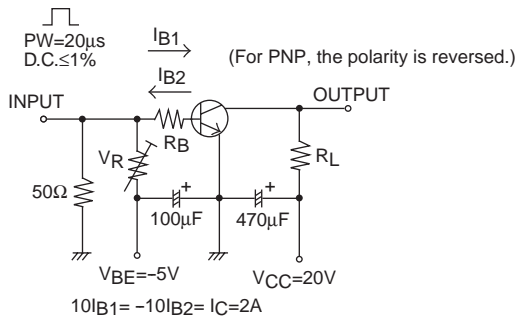 PW=20μs
D.C.≤1%
IB1
IB2
(For PNP, the polarity is reversed.)
INPUT
OUTPUT
RB
VR
RL
50Ω
100μF
470μF
+
+
VBE=–5V
VCC=20V
10IB1= –10IB2= IC=2A